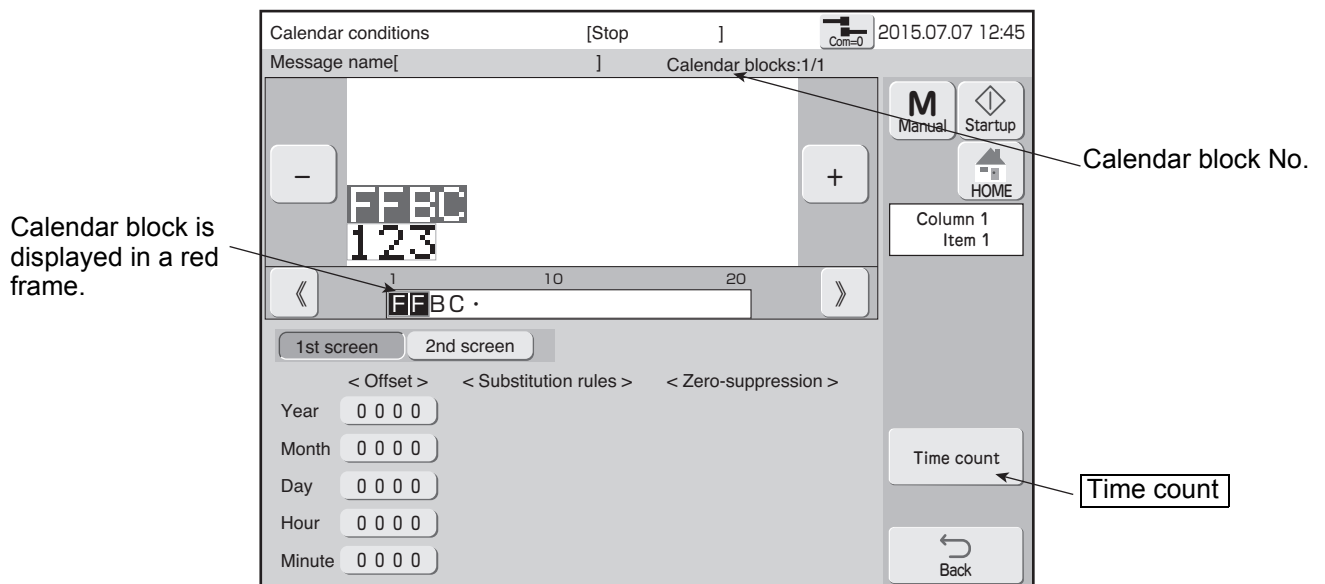 Calendar conditions [Stop ] Com=0 2015.07.07 12:45
Message name[ ] Calendar blocks:1/1
M
Manual
Startup
Calendar block No.
− +
HOME
FFBC
Column 1
Item 1
Calendar block is
displayed in a red
frame.
123
1 10 20
《 》
FFBC・
1st screen 2nd screen
< Offset > < Substitution rules > < Zero-suppression >
Year 0 0 0 0
Month 0 0 0 0
Time count
Day 0 0 0 0
Time count
Hour 0 0 0 0
Minute 0 0 0 0
Back